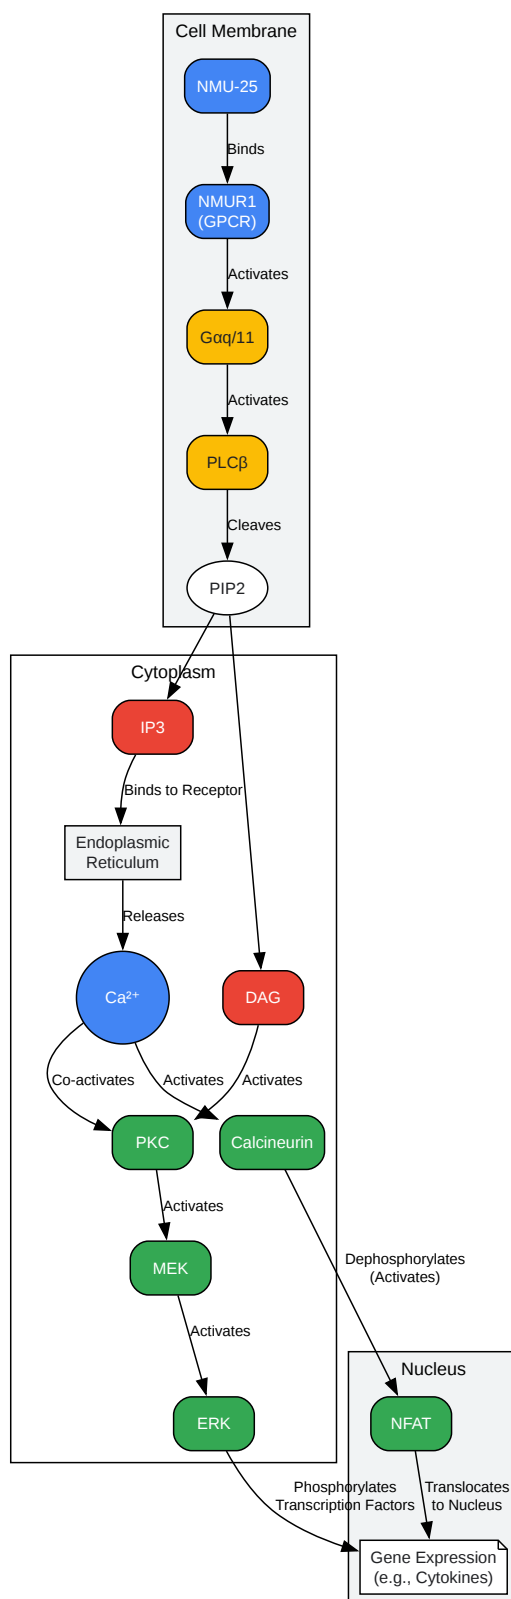 Cell Membrane
NMU-25
Binds
NMUR1
(GPCR)
Activates
Gαq/11
Activates
PLCβ
Cleaves
PIP2
Cytoplasm
IP3
Binds to Receptor
Endoplasmic
Reticulum
Releases
Ca²⁺
DAG
Co-activates
Activates
Activates
PKC
Calcineurin
Activates
MEK
Dephosphorylates
(Activates)
Activates
Nucleus
ERK
NFAT
Phosphorylates
Transcription Factors
Translocates
to Nucleus
Gene Expression
(e.g., Cytokines)